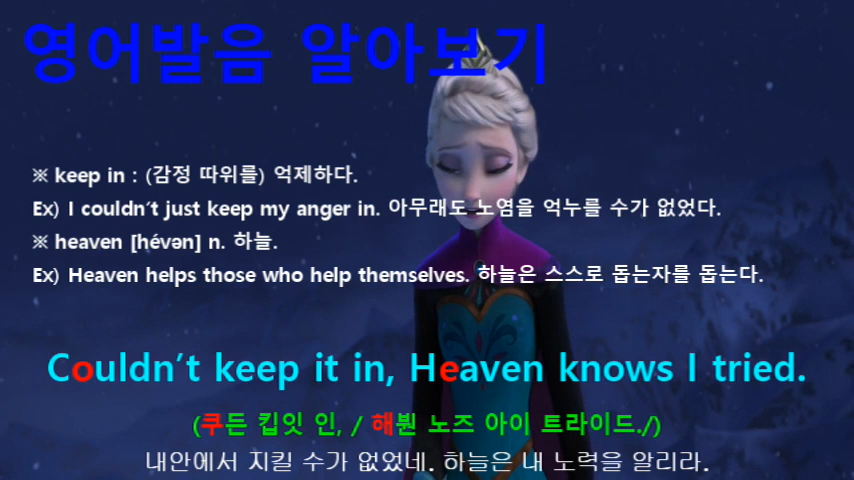 영어발음 알아보기
※ keep in : (감정 따위를) 억제하다.
Ex) I couldn't just keep my anger in. 아무래도 노염을 억누를 수가 없었다.
※ heaven [hévən] n. 하늘.
Ex) Heaven helps those who help themselves. 하늘은 스스로 돕는자를 돕는다.
Couldn't keep it in, Heaven knows I tried.
(쿠든 킵잇 인, / 해붼 노즈 아이 트라이드./)
내안에서 지킬 수가 없었네. 하늘은 내 노력을 알리라.